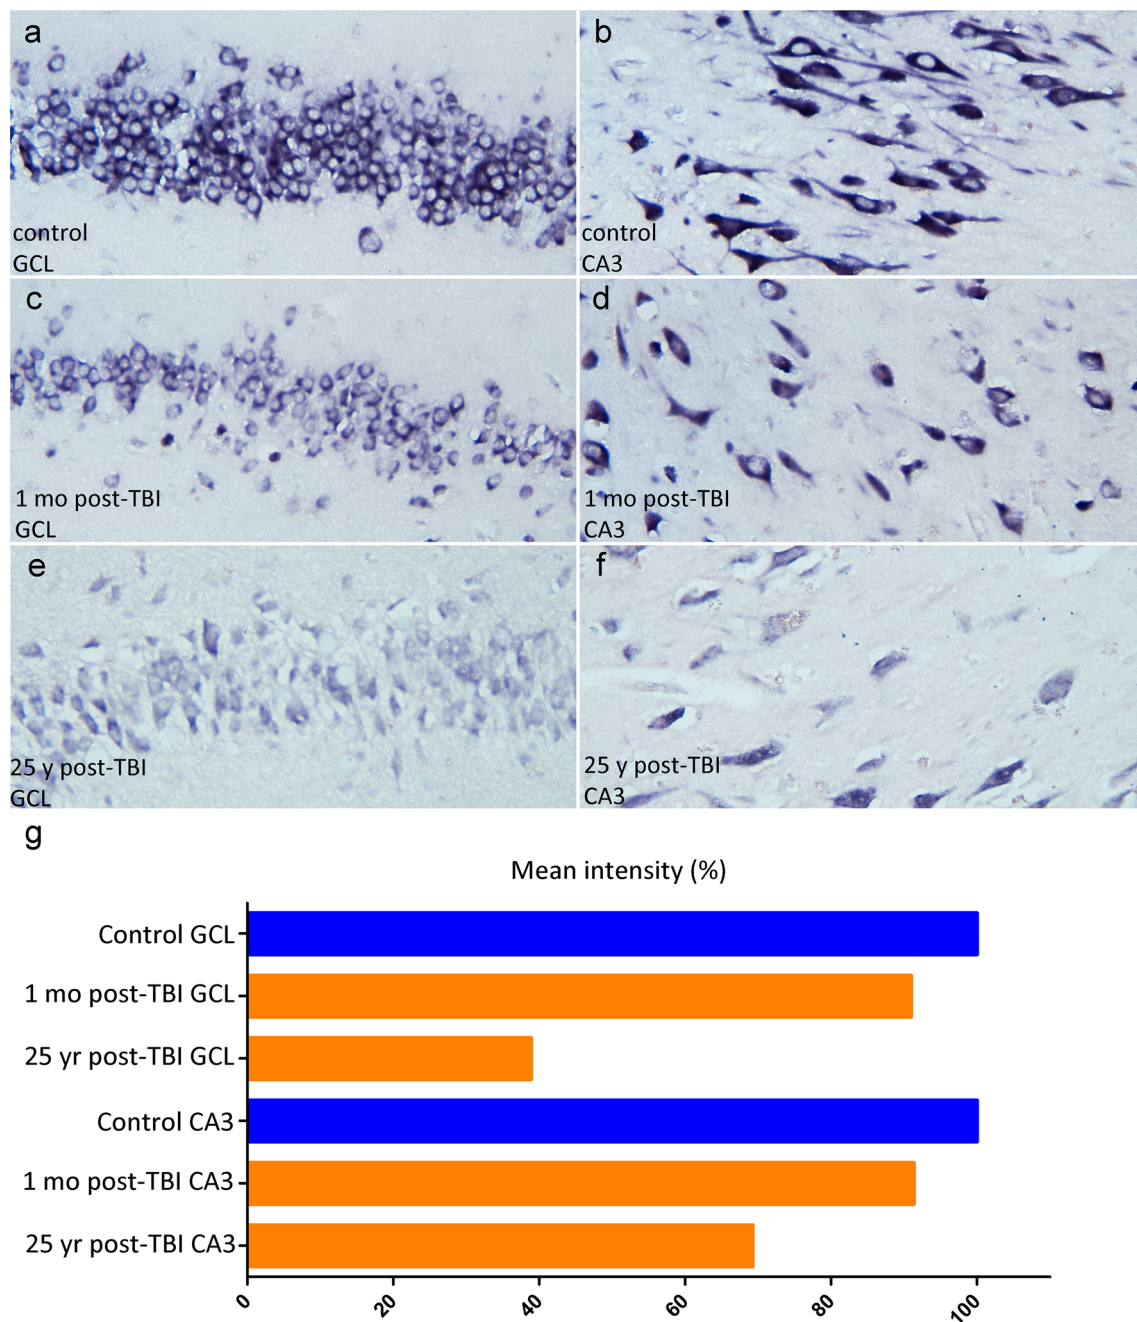 a
control
GCL
b
control
CA3
c
1 mo post-TBI
GCL
d
1 mo post-TBI
CA3
e
25 y post-TBI
GCL
f
25 y post-TBI
CA3
g
Mean intensity (%)
Control GCL
1 mo post-TBI GCL
25 yr post-TBI GCL
Control CA3
1 mo post-TBI CA3
25 yr post-TBI CA3
0 20 40 60 80 100